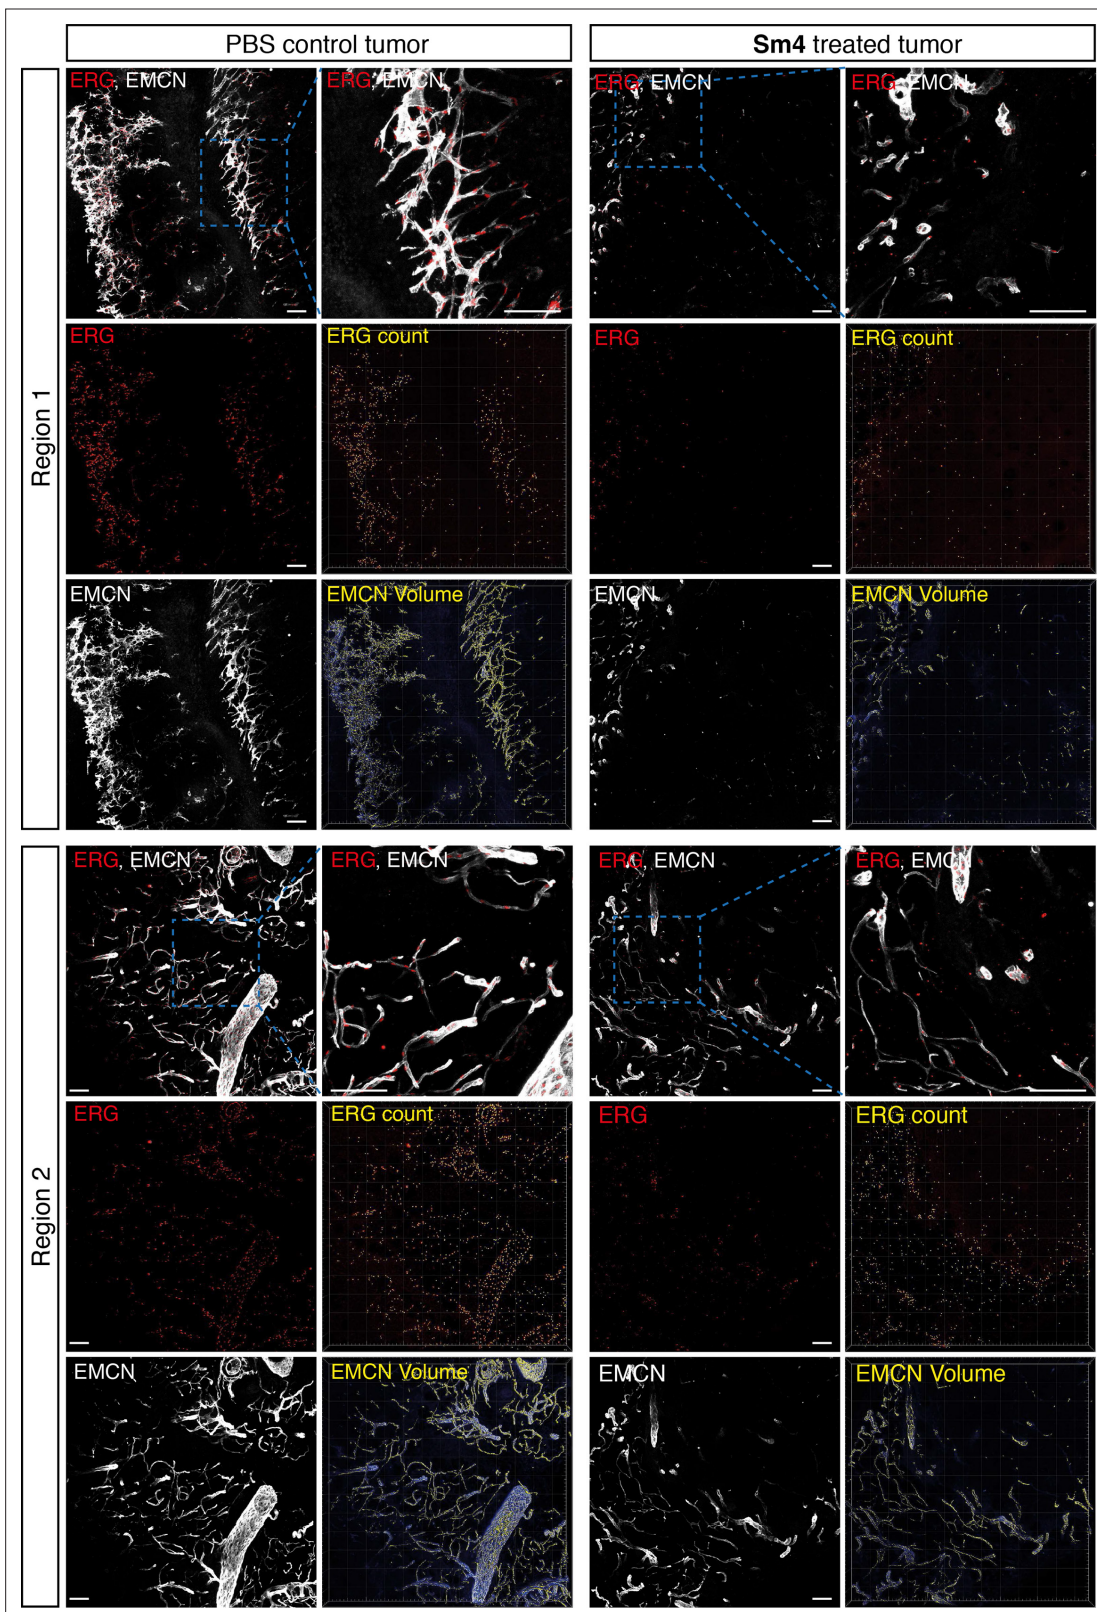 PBS control tumor
Sm4 treated tumor
Region 1
ERG, EMCN
ERG, EMCN
ERG, EMCN
ERG, EMCN
ERG
ERG count
ERG
ERG count
EMCN
EMCN Volume
EMCN
EMCN Volume
Region 2
ERG, EMCN
ERG, EMCN
ERG, EMCN
ERG, EMCN
ERG
ERG count
ERG
ERG count
EMCN
EMCN Volume
EMCN
EMCN Volume